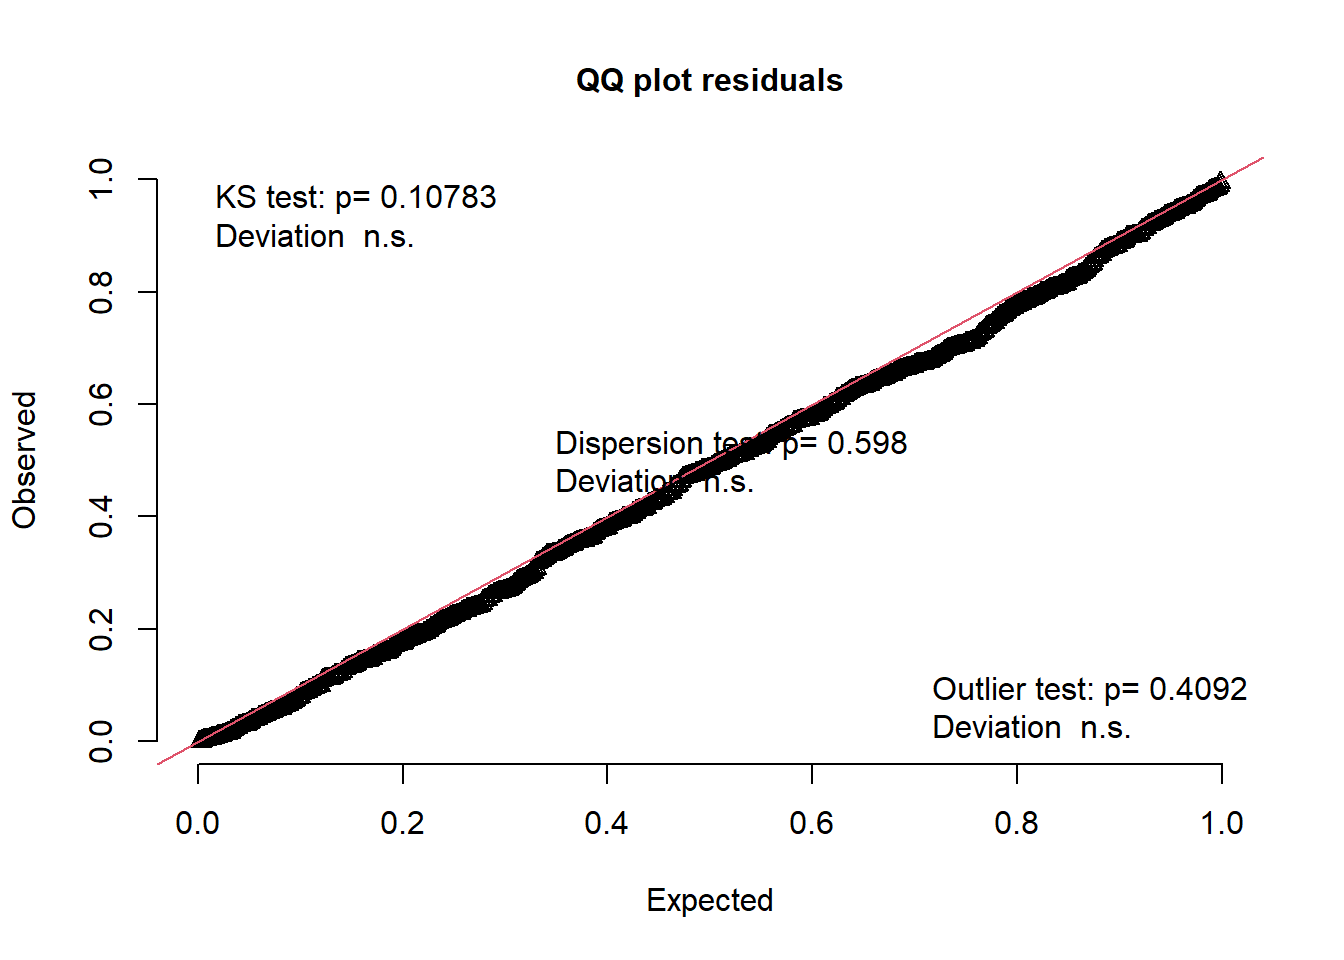 QQ plot residuals
KS test: p= 0.10783
Deviation  n.s.
Dispersion test: p= 0.598
Deviation  n.s.
Outlier test: p= 0.4092
Deviation  n.s.
Observed
0.0 0.2 0.4 0.6 0.8 1.0
0.0 0.2 0.4 0.6 0.8 1.0
Expected